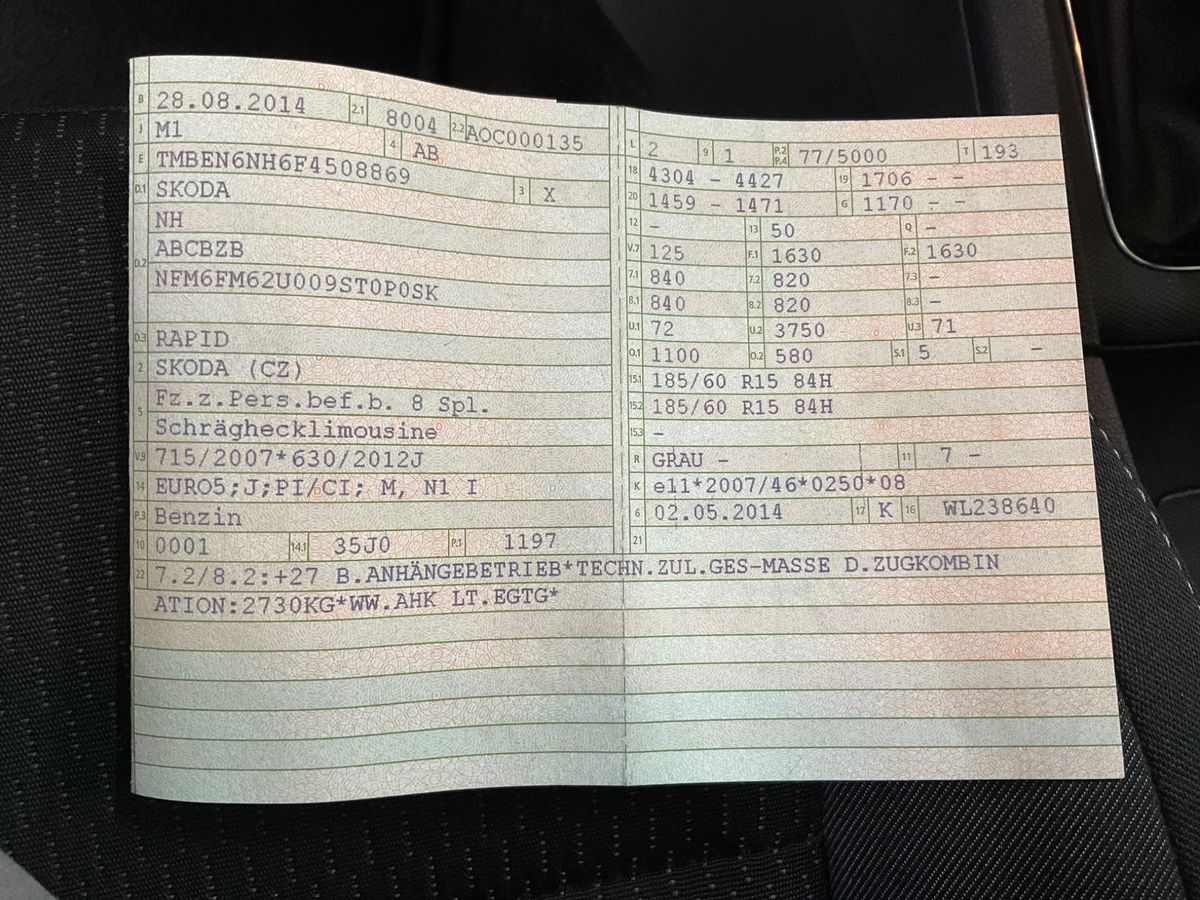 B 28.08.2014 2.1 8004 2.2 AOC000135
J M1 4 AB
E TMBEN6NH6F4508869
D.1 SKODA 3 X
NH
D.2 ABCBZB
NFM6FM62U009ST0P0SK
D.3 RAPID
2 SKODA (CZ)
5 Fz.z.Pers.bef.b. 8 Spl.
Schräghecklimousine
V.9 715/2007*630/2012J
14 EURO5;J;PI/CI; M, N1 I
P.3 Benzin
10 0001 14.1 35J0 P.1 1197
L 2 9 1 P.2 P.4 77/5000 T 193
18 4304 - 4427 19 1706 - -
20 1459 - 1471 G 1170 - -
12 - 13 50 Q -
V.7 125 F.1 1630 F.2 1630
7.1 840 7.2 820 7.3 -
8.1 840 8.2 820 8.3 -
U.1 72 U.2 3750 U.3 71
O.1 1100 O.2 580 S.1 5 S.2 -
15.1 185/60 R15 84H
15.2 185/60 R15 84H
15.3 -
R GRAU - 11 7 -
K e11*2007/46*0250*08
6 02.05.2014 17 K 16 WL238640
21
22 7.2/8.2:+27 B.ANHÄNGEBETRIEB*TECHN.ZUL.GES-MASSE D.ZUGKOMBIN
ATION:2730KG*WW.AHK LT.EGTG*